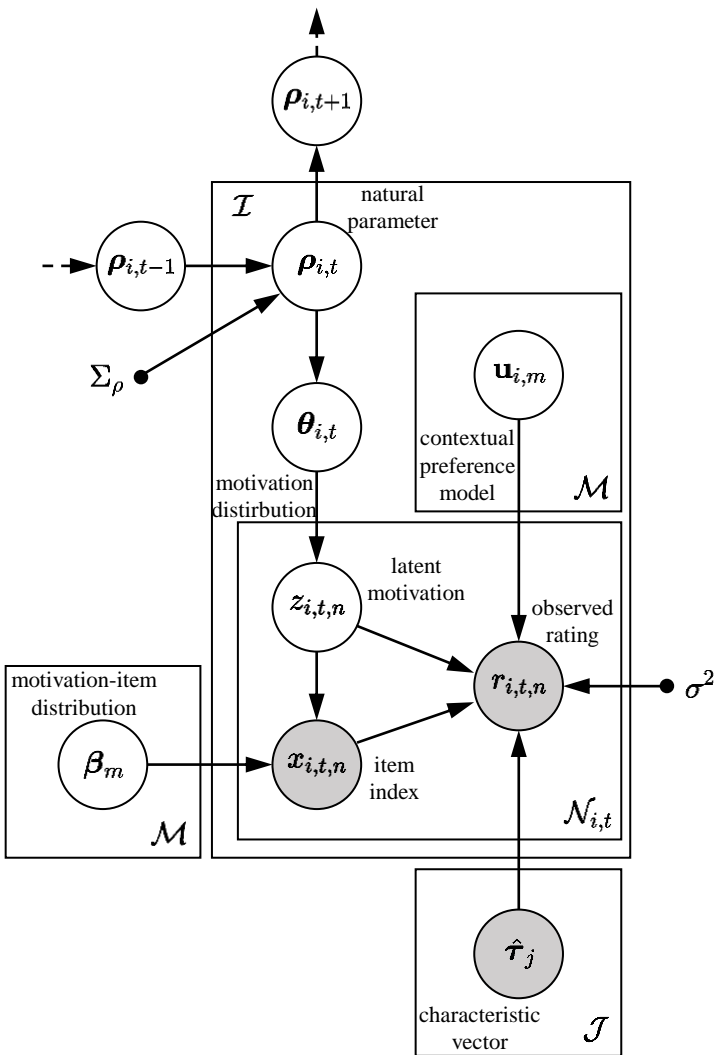 ρ_{i,t+1}
ℐ
natural
parameter
ρ_{i,t−1}
ρ_{i,t}
Σ_ρ
u_{i,m}
θ_{i,t}
contextual
preference
model
ℳ
motivation
distirbution
latent
motivation
z_{i,t,n}
observed
rating
r_{i,t,n}
σ²
motivation-item
distribution
β_m
x_{i,t,n}
item
index
𝒩_{i,t}
ℳ
τ̂_j
characteristic
vector
𝒥